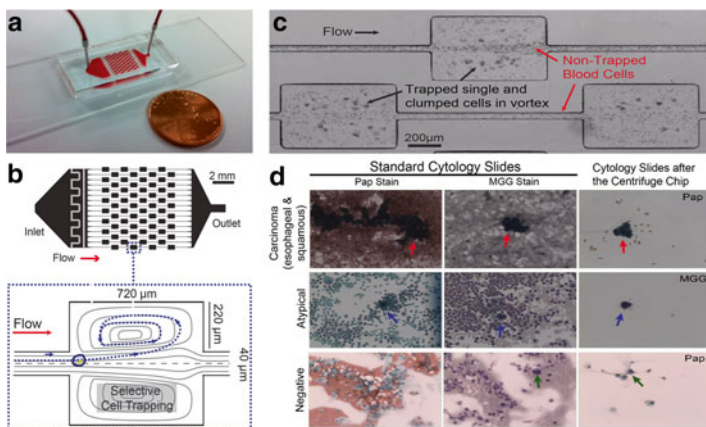 a
b
2 mm
Inlet
Outlet
Flow
720 µm
Flow
220 µm
40 µm
Selective
Cell Trapping
c
Flow
Non-Trapped
Blood Cells
Trapped single and
clumped cells in vortex
200µm
d
Standard Cytology Slides
Cytology Slides after
the Centrifuge Chip
Pap Stain
MGG Stain
Carcinoma
(esophageal &
squamous)
Pap
Atypical
MGG
Negative
Pap